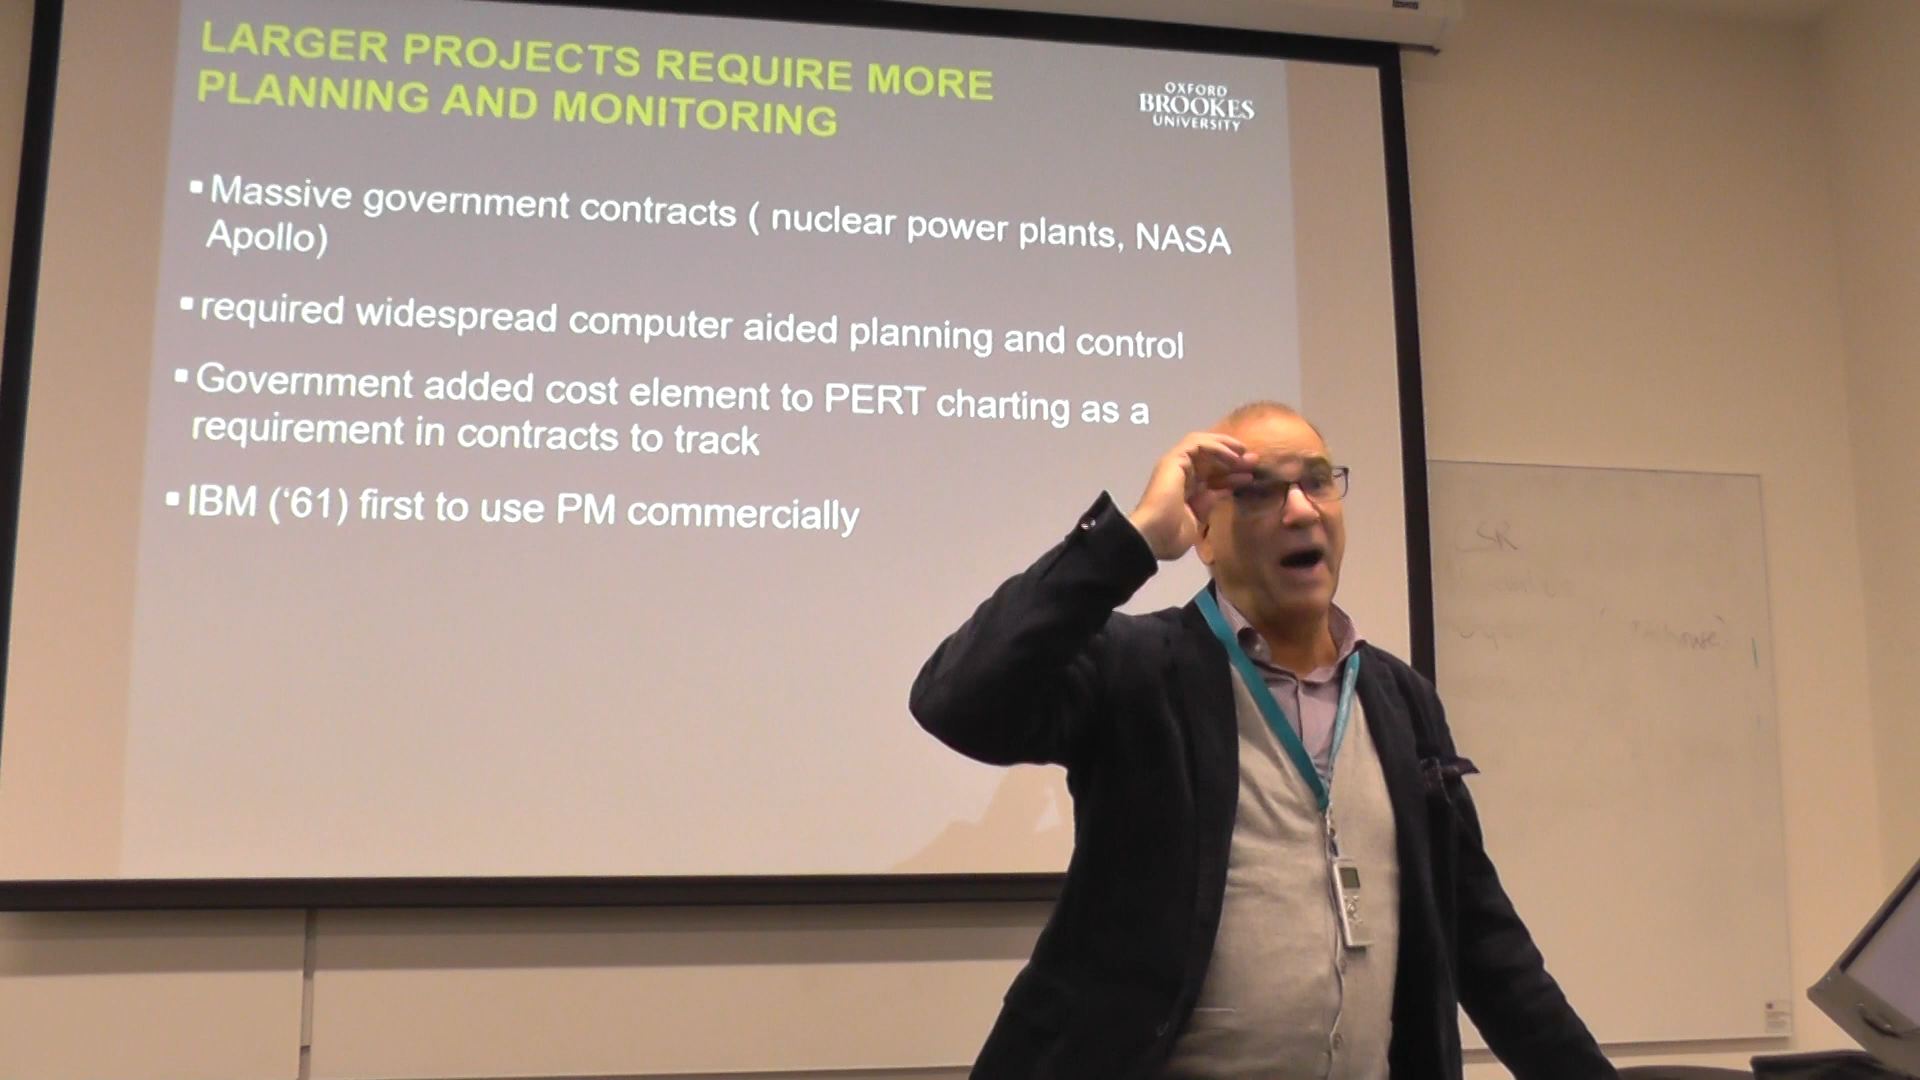 LARGER PROJECTS REQUIRE MORE
PLANNING AND MONITORING
OXFORD
BROOKES
UNIVERSITY
▪ Massive government contracts ( nuclear power plants, NASA
Apollo)
▪ required widespread computer aided planning and control
▪ Government added cost element to PERT charting as a
requirement in contracts to track
▪ IBM (‘61) first to use PM commercially